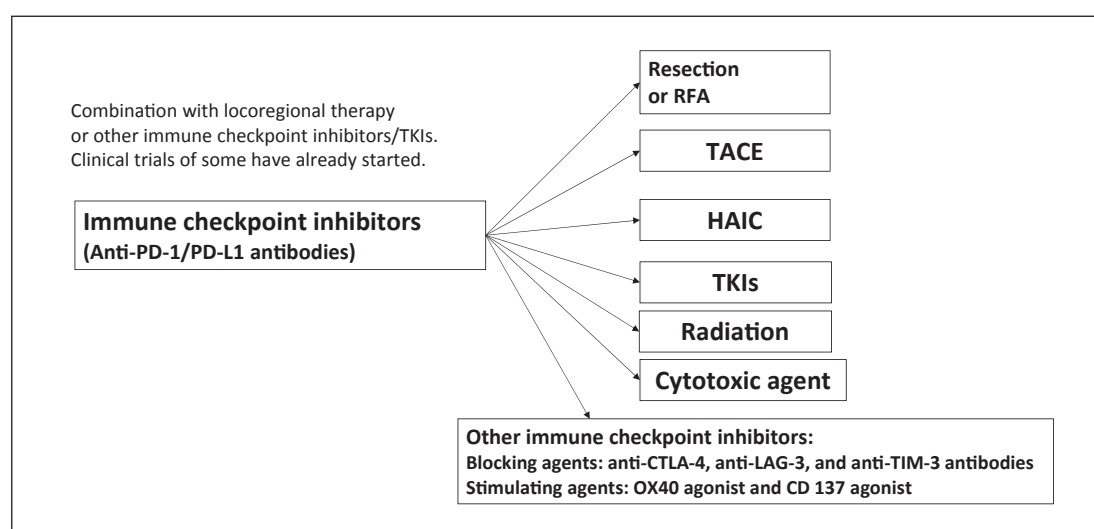 Combination with locoregional therapy
or other immune checkpoint inhibitors/TKIs.
Clinical trials of some have already started.
Immune checkpoint inhibitors
(Anti-PD-1/PD-L1 antibodies)
Resection
or RFA
TACE
HAIC
TKIs
Radiation
Cytotoxic agent
Other immune checkpoint inhibitors:
Blocking agents: anti-CTLA-4, anti-LAG-3, and anti-TIM-3 antibodies
Stimulating agents: OX40 agonist and CD 137 agonist